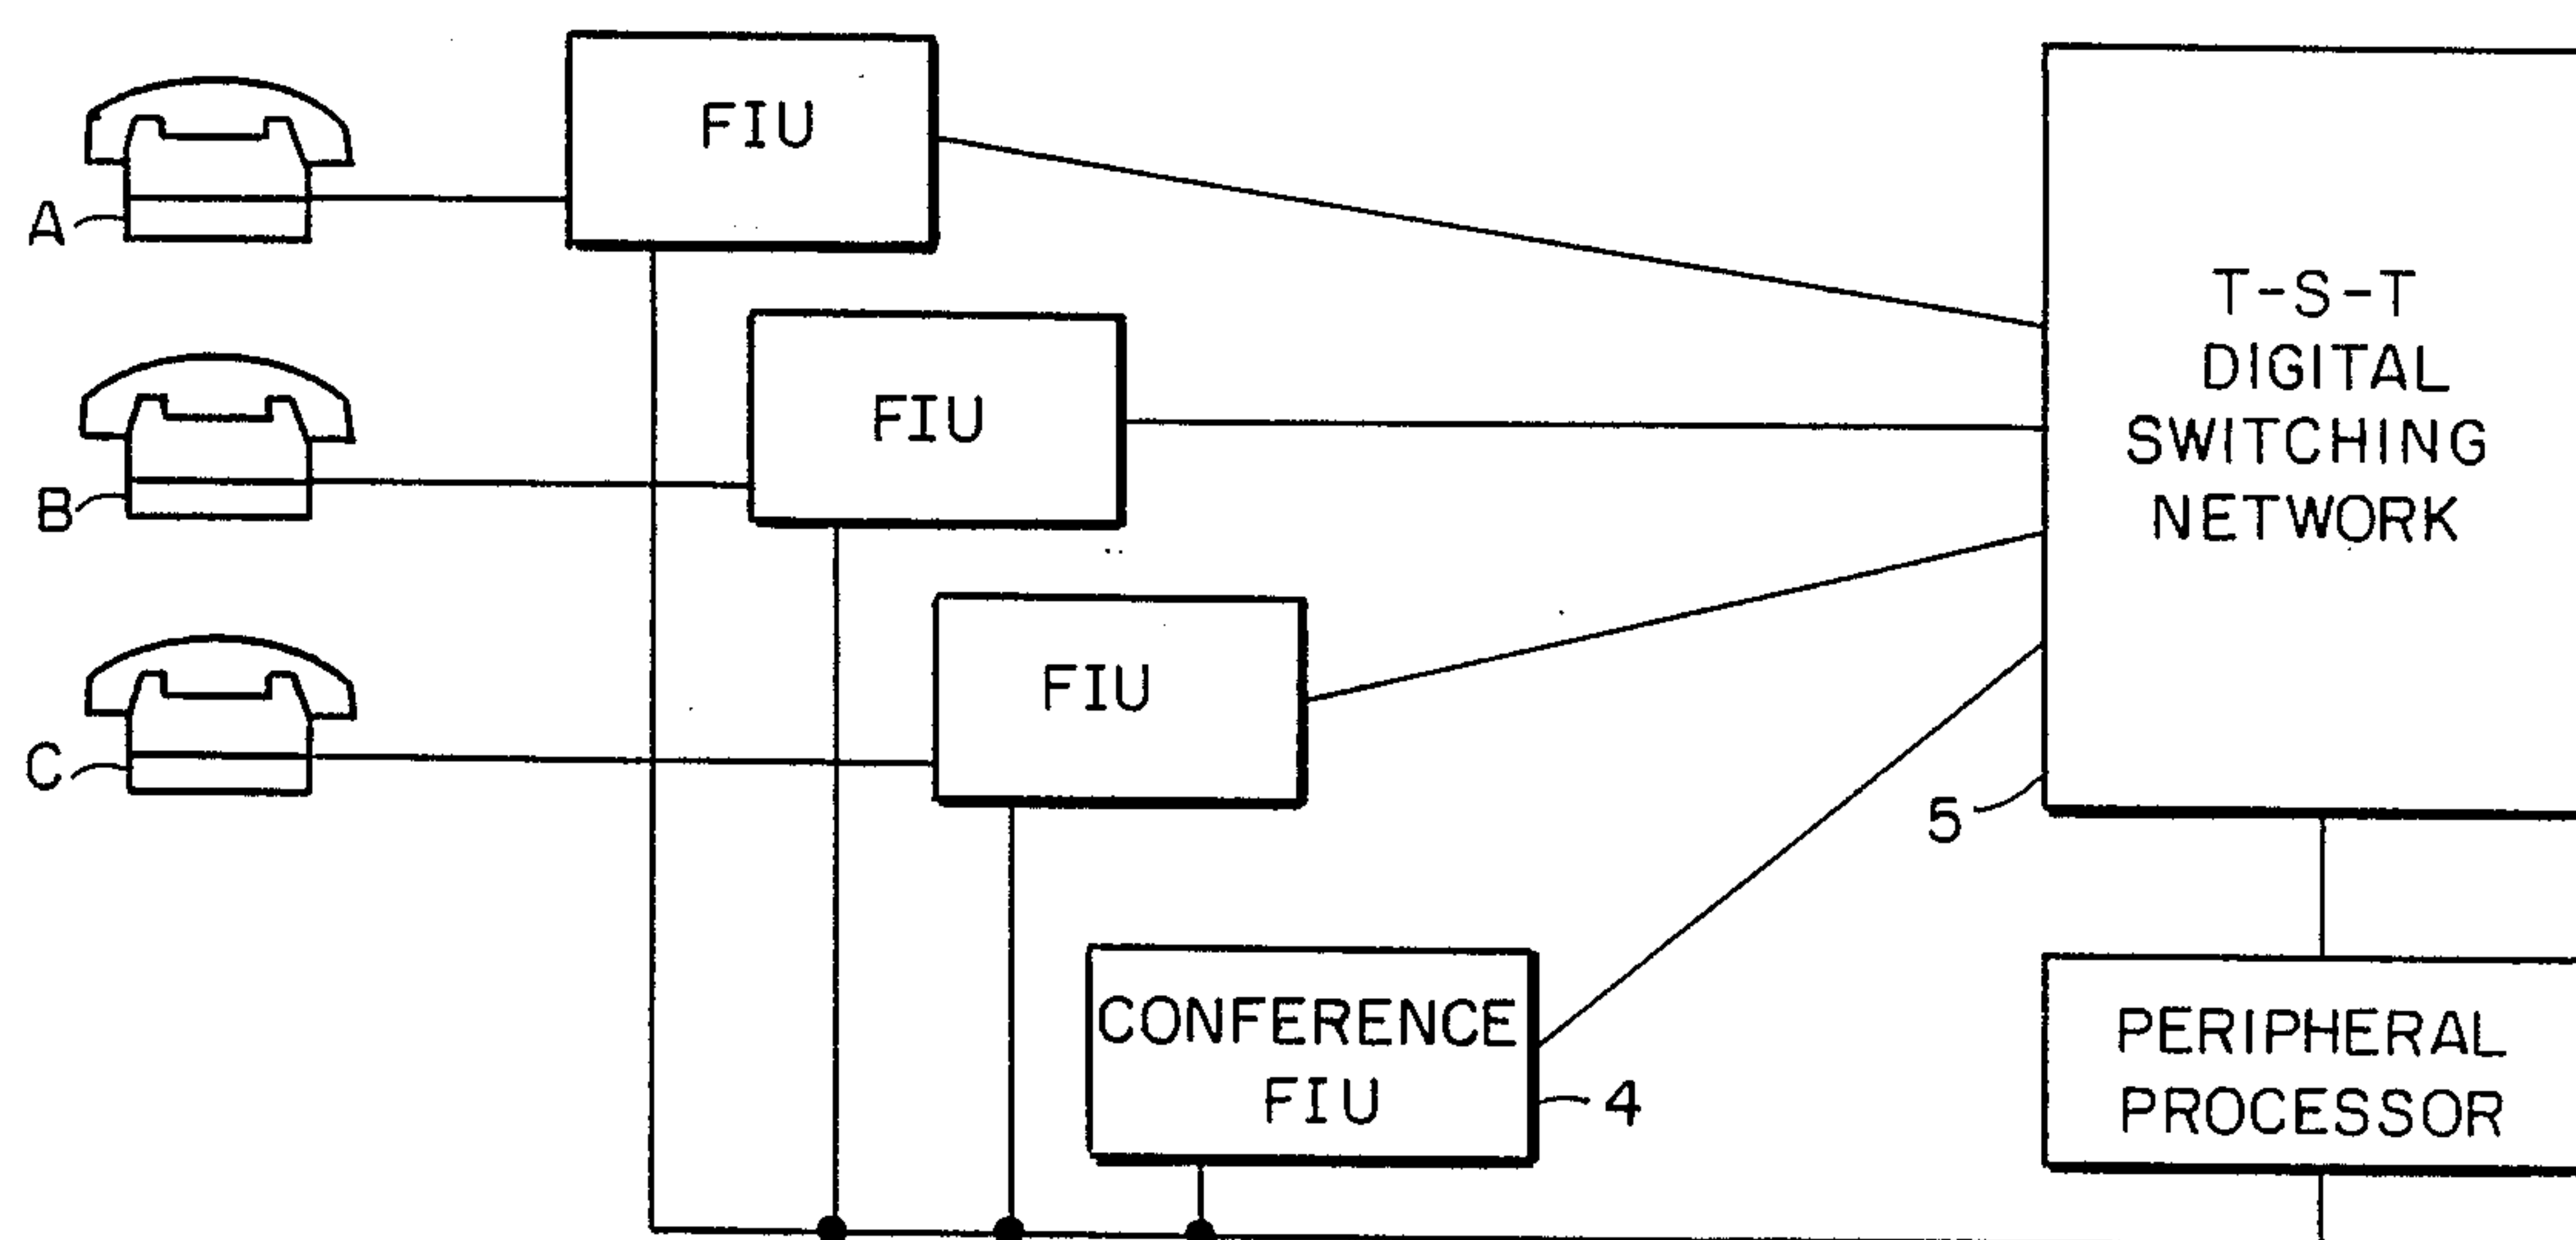 FIU
A
T-S-T
DIGITAL
SWITCHING
NETWORK
FIU
B
FIU
C
5
CONFERENCE
FIU
4
PERIPHERAL
PROCESSOR